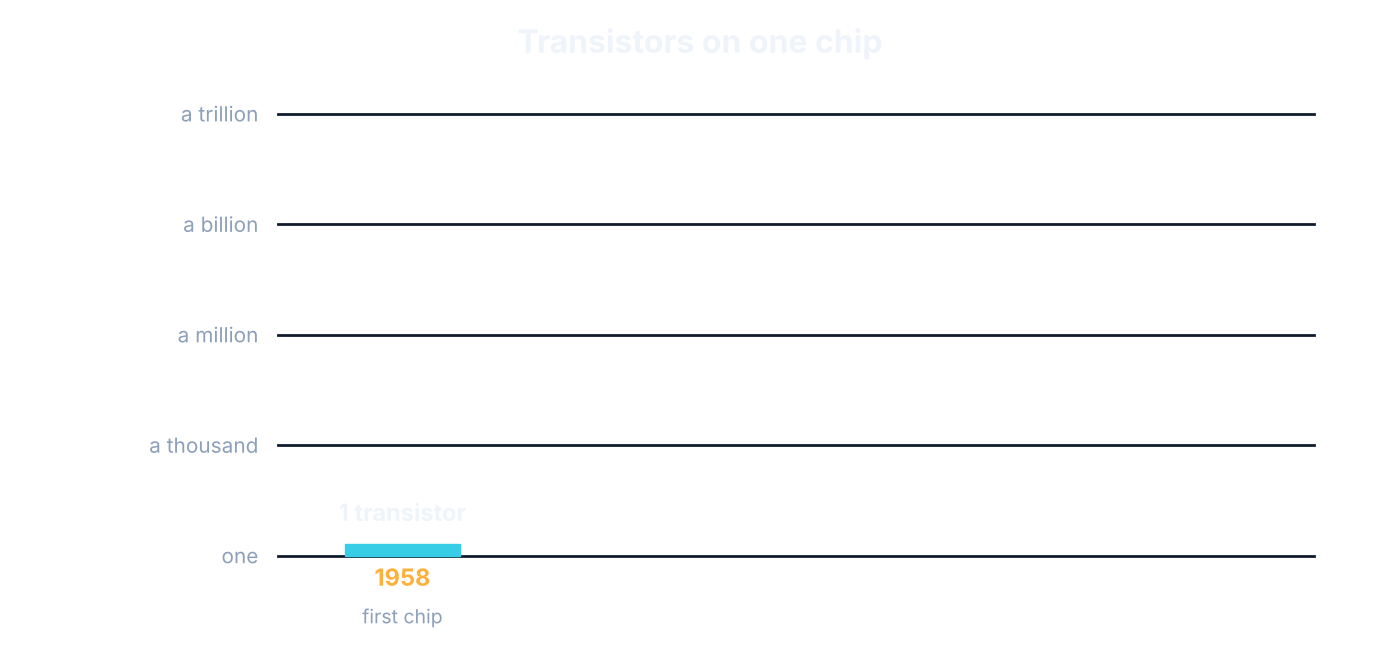 Transistors on one chip
a trillion
a billion
a million
a thousand
1 transistor
one
1958
first chip